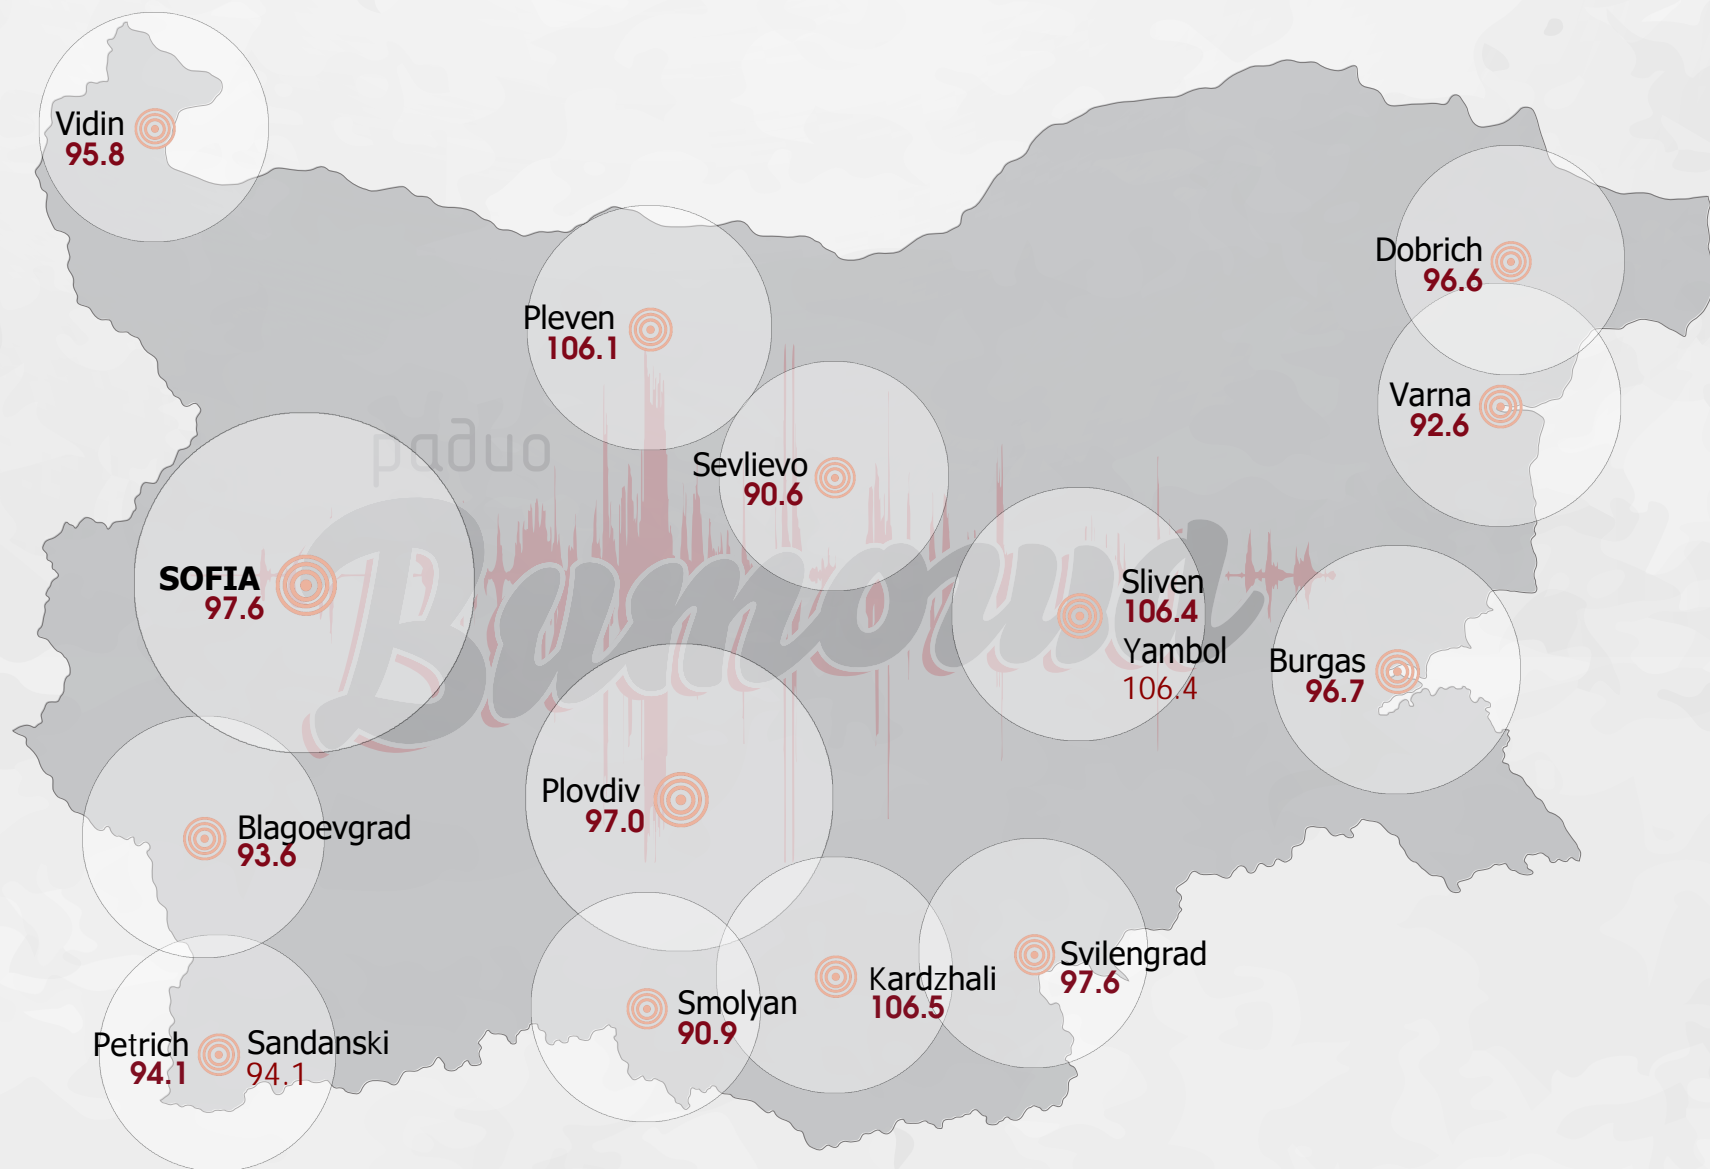 Vidin
95.8
Dobrich
96.6
Pleven
106.1
Varna
92.6
радио
Sevlievo
90.6
Витоша
SOFIA
97.6
Sliven
106.4
Yambol
106.4
Burgas
96.7
Plovdiv
97.0
Blagoevgrad
93.6
Svilengrad
97.6
Kardzhali
106.5
Smolyan
90.9
Petrich
94.1
Sandanski
94.1